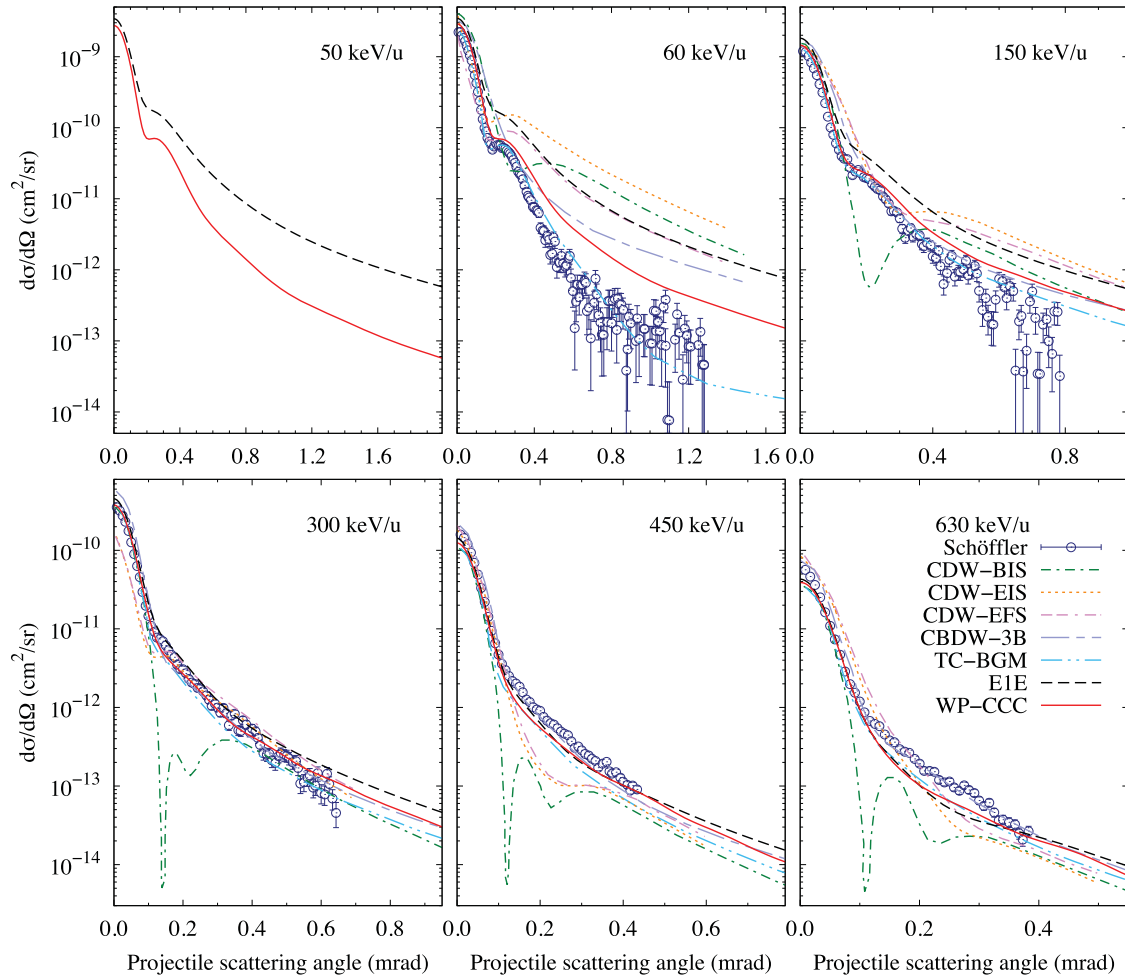 50 keV/u
60 keV/u
150 keV/u
10⁻⁹
10⁻¹⁰
10⁻¹¹
10⁻¹²
10⁻¹³
10⁻¹⁴
dσ/dΩ (cm²/sr)
0.0 0.4 0.8 1.2 1.6
0.0 0.4 0.8 1.2 1.6
0.0 0.4 0.8
300 keV/u
450 keV/u
630 keV/u
Schöffler
CDW−BIS
CDW−EIS
CDW−EFS
CBDW−3B
TC−BGM
E1E
WP−CCC
10⁻¹⁰
10⁻¹¹
10⁻¹²
10⁻¹³
10⁻¹⁴
dσ/dΩ (cm²/sr)
0.0 0.2 0.4 0.6 0.8
0.0 0.2 0.4 0.6
0.0 0.2 0.4
Projectile scattering angle (mrad)
Projectile scattering angle (mrad)
Projectile scattering angle (mrad)